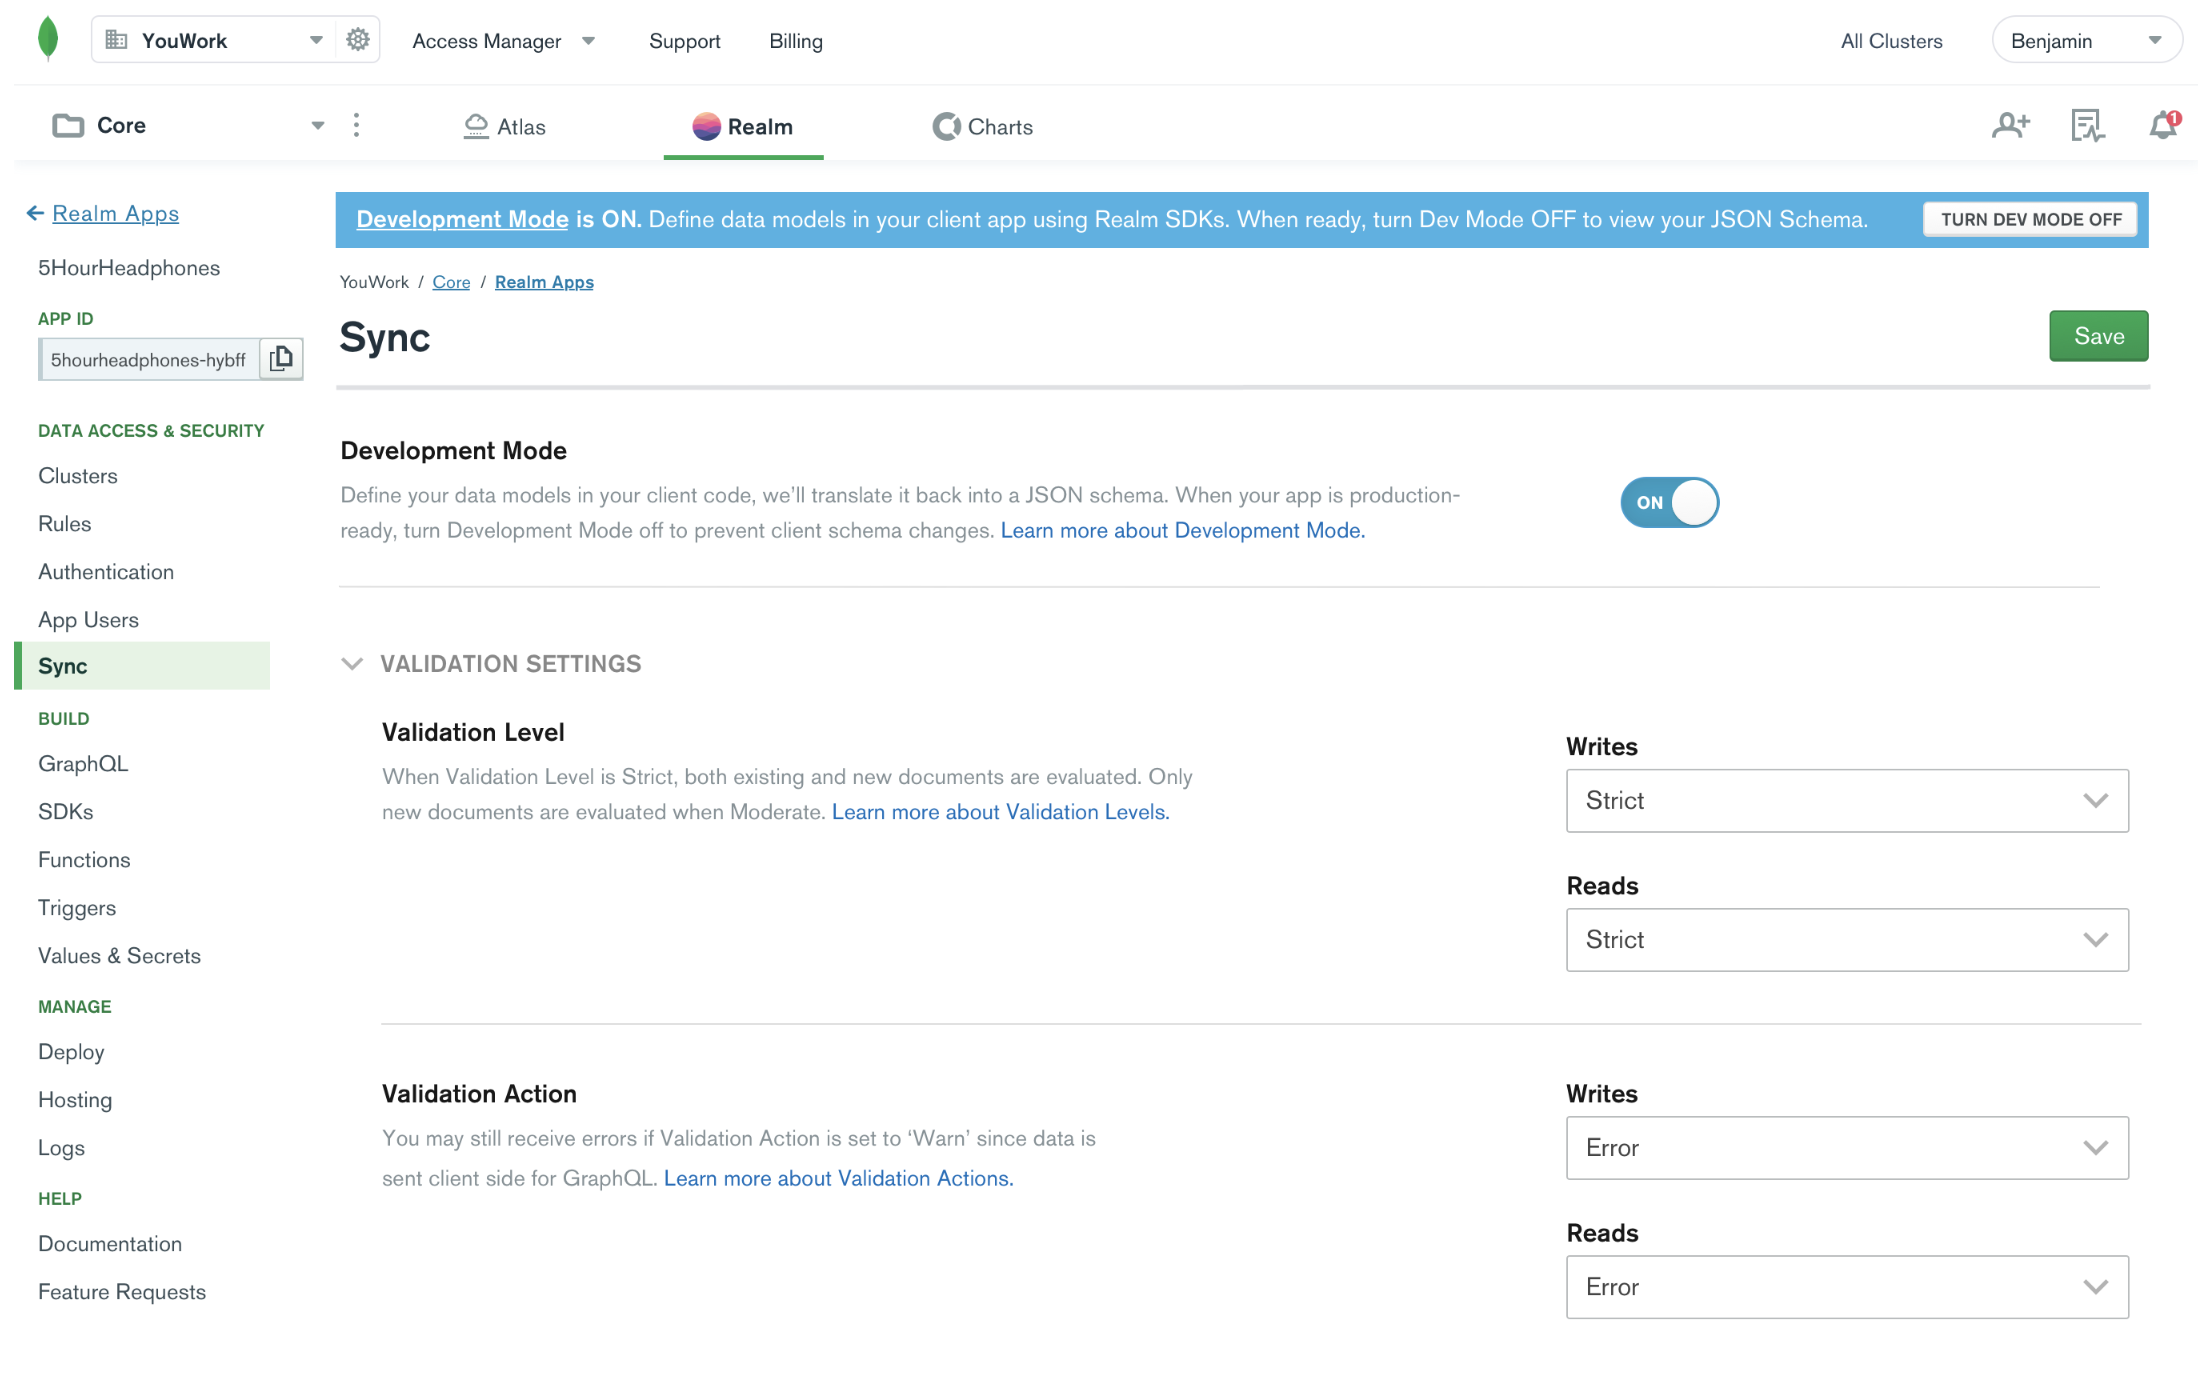 YouWork
Access Manager
Support
Billing
All Clusters
Benjamin
Core
Atlas
Realm
Charts
1
Realm Apps
5HourHeadphones
APP ID
5hourheadphones-hybff
DATA ACCESS & SECURITY
Clusters
Rules
Authentication
App Users
Sync
BUILD
GraphQL
SDKs
Functions
Triggers
Values & Secrets
MANAGE
Deploy
Hosting
Logs
HELP
Documentation
Feature Requests
Development Mode is ON. Define data models in your client app using Realm SDKs. When ready, turn Dev Mode OFF to view your JSON Schema.
TURN DEV MODE OFF
YouWork / Core / Realm Apps
Sync
Save
Development Mode
Define your data models in your client code, we’ll translate it back into a JSON schema. When your app is production-
ready, turn Development Mode off to prevent client schema changes. Learn more about Development Mode.
ON
VALIDATION SETTINGS
Validation Level
When Validation Level is Strict, both existing and new documents are evaluated. Only
new documents are evaluated when Moderate. Learn more about Validation Levels.
Writes
Strict
Reads
Strict
Validation Action
You may still receive errors if Validation Action is set to ‘Warn’ since data is
sent client side for GraphQL. Learn more about Validation Actions.
Writes
Error
Reads
Error